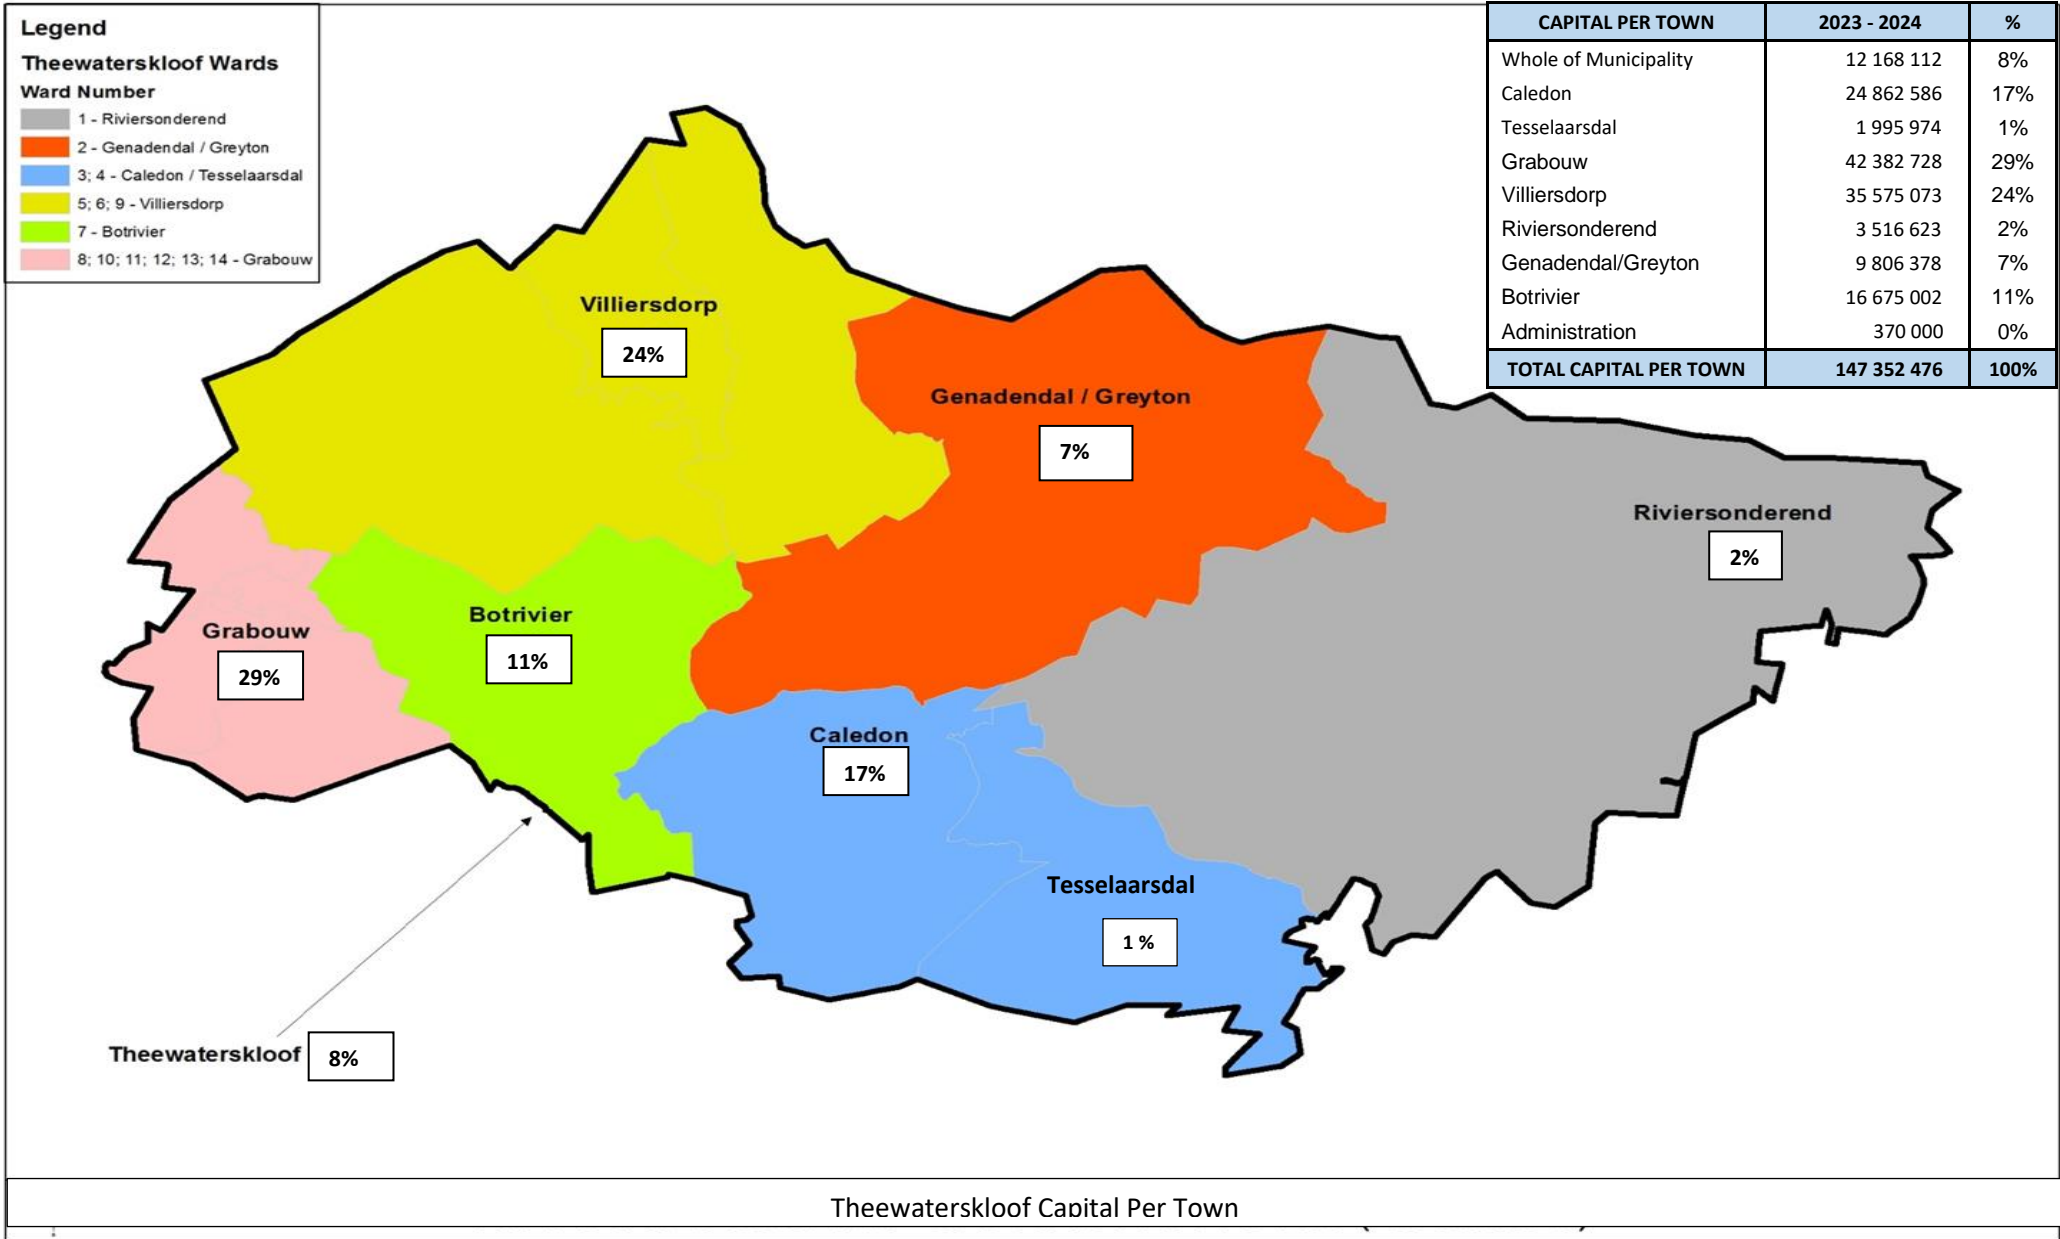 Legend
Theewaterskloof Wards
Ward Number
1 - Riviersonderend
2 - Genadendal / Greyton
3; 4 - Caledon / Tesselaarsdal
5; 6; 9 - Villiersdorp
7 - Botrivier
8; 10; 11; 12; 13; 14 - Grabouw
CAPITAL PER TOWN 2023 - 2024 %
Whole of Municipality 12 168 112 8%
Caledon 24 862 586 17%
Tesselaarsdal 1 995 974 1%
Grabouw 42 382 728 29%
Villiersdorp 35 575 073 24%
Riviersonderend 3 516 623 2%
Genadendal/Greyton 9 806 378 7%
Botrivier 16 675 002 11%
Administration 370 000 0%
TOTAL CAPITAL PER TOWN 147 352 476 100%
Villiersdorp
24%
Genadendal / Greyton
7%
Riviersonderend
2%
Botrivier
11%
Grabouw
29%
Caledon
17%
Tesselaarsdal
1 %
Theewaterskloof 8%
Theewaterskloof Capital Per Town